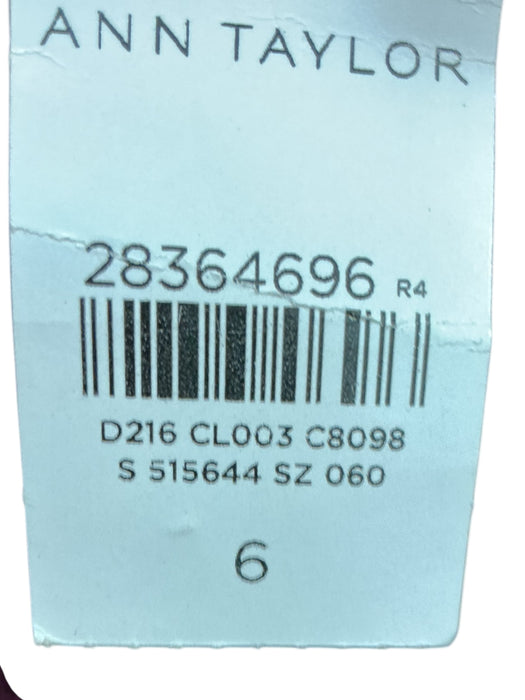 ANN TAYLOR
28364696 R4
D216 CL003 C8098
S 515644 SZ 060
6